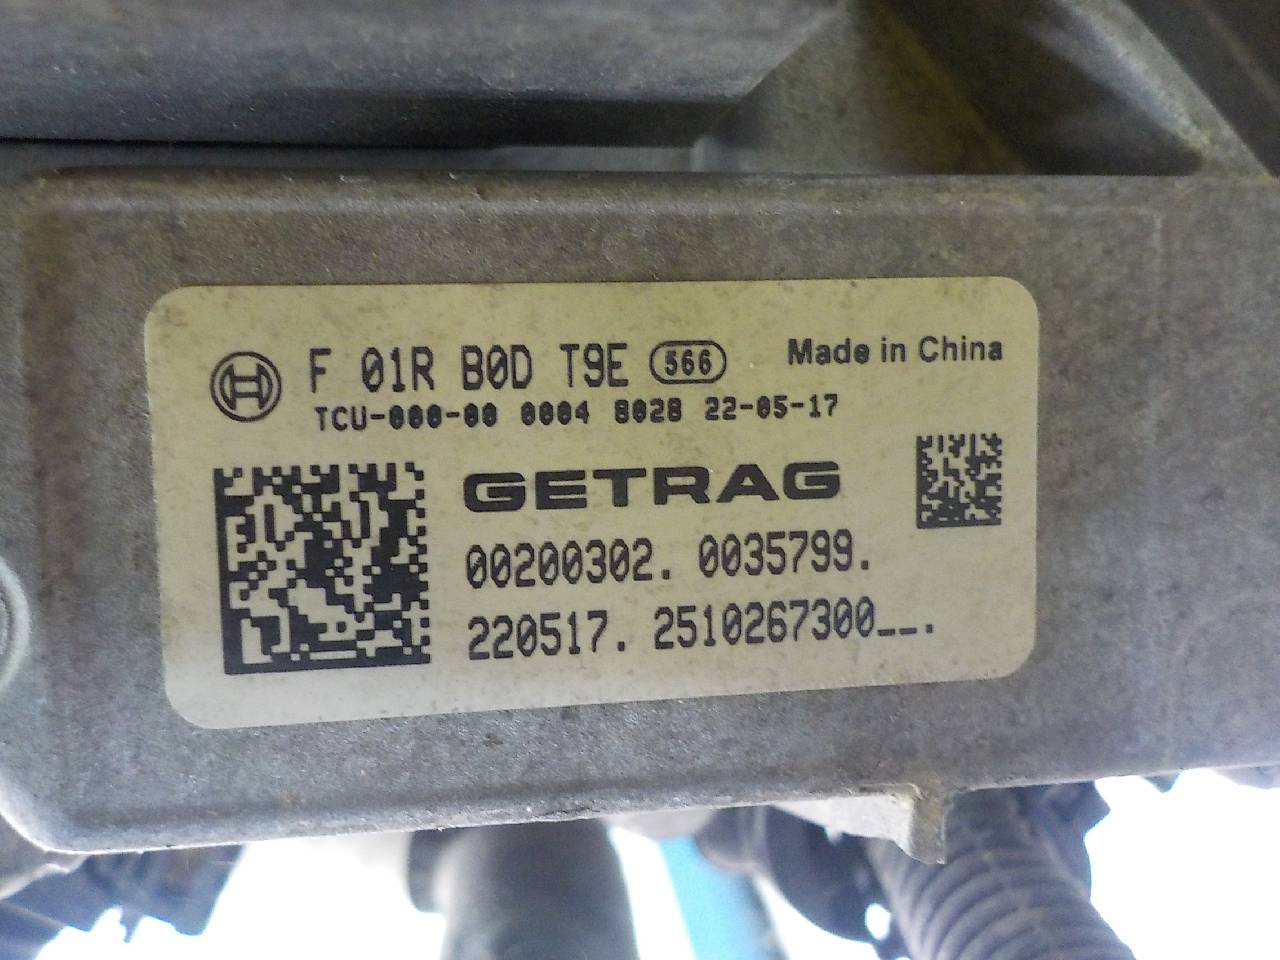 F 01R B0D T9E 566 Made in China
TCU-000-00 0004 8028 22-05-17
GETRAG
00200302. 0035799.
220517. 2510267300__.